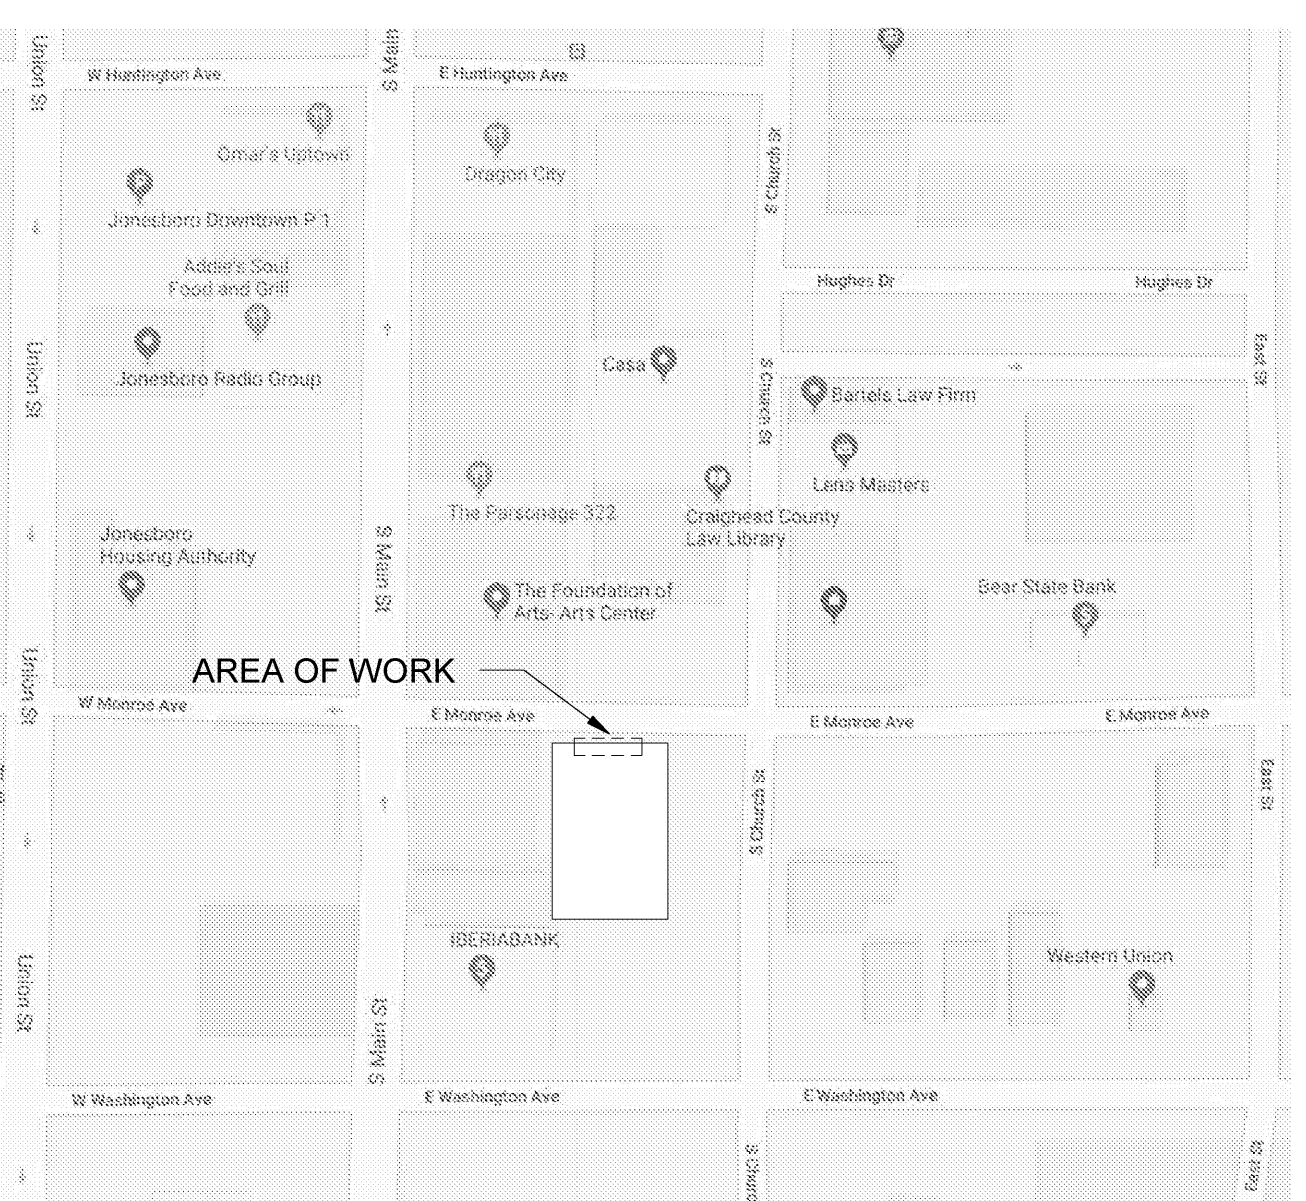 Union St
S Main
W Huntington Ave
E Huntington Ave
Omar's Uptown
Dragon City
S Church St
Jonesboro Downtown P 1
Addie's Soul
Food and Grill
Hughes Dr
Hughes Dr
Union St
Jonesboro Radio Group
Casa
S Church St
East St
Barrels Law Firm
Lens Masters
The Parsonage 322
Craighead County
Law Library
Jonesboro
Housing Authority
S Main St
The Foundation of
Arts- Arts Center
Bear State Bank
AREA OF WORK
Union St
W Monroe Ave
E Monroe Ave
E Monroe Ave
E Monroe Ave
S Church St
East St
IBERIABANK
Western Union
Union St
S Main St
W Washington Ave
E Washington Ave
E Washington Ave
S Churc
East St